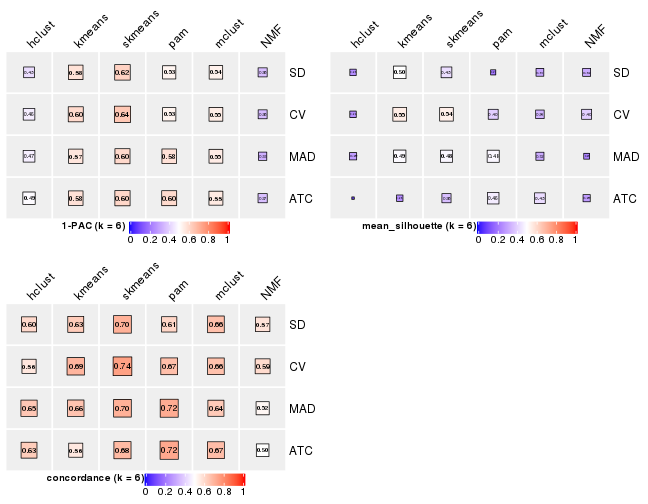 hclust kmeans skmeans pam mclust NMF
0.58 0.62 0.53 0.54 SD
0.60 0.64 0.53 0.55 CV
0.47 0.57 0.60 0.58 0.55 MAD
0.49 0.58 0.60 0.60 0.55 ATC
1-PAC (k = 6)
0 0.2 0.4 0.6 0.8 1
hclust kmeans skmeans pam mclust NMF
0.50 SD
0.55 0.54 CV
0.49 0.48 MAD
ATC
mean_silhouette (k = 6)
0 0.2 0.4 0.6 0.8 1
hclust kmeans skmeans pam mclust NMF
0.60 0.63 0.70 0.61 0.66 0.57 SD
0.56 0.69 0.74 0.67 0.66 0.59 CV
0.65 0.66 0.70 0.72 0.64 0.52 MAD
0.63 0.56 0.68 0.72 0.67 0.50 ATC
concordance (k = 6)
0 0.2 0.4 0.6 0.8 1